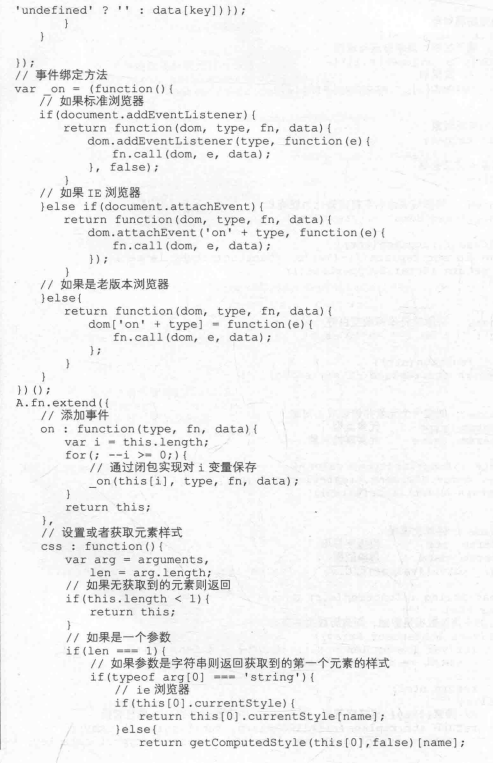 'undefined' ? '' : data[key])});
        }
    }

});
// 事件绑定方法
var _on = (function(){
    // 如果标准浏览器
    if(document.addEventListener){
        return function(dom, type, fn, data){
            dom.addEventListener(type, function(e){
                fn.call(dom, e, data);
            }, false);
        }
    // 如果 IE 浏览器
    }else if(document.attachEvent){
        return function(dom, type, fn, data){
            dom.attachEvent('on' + type, function(e){
                fn.call(dom, e, data);
            });
        }
    // 如果是老版本浏览器
    }else{
        return function(dom, type, fn, data){
            dom['on' + type] = function(e){
                fn.call(dom, e, data);
            };
        }
    }
})();
A.fn.extend({
    // 添加事件
    on : function(type, fn, data){
        var i = this.length;
        for(; --i >= 0;){
            // 通过闭包实现对 i 变量保存
            _on(this[i], type, fn, data);
        }
        return this;
    },
    // 设置或者获取元素样式
    css : function(){
        var arg = arguments,
            len = arg.length;
        // 如果无获取到的元素则返回
        if(this.length < 1){
            return this;
        }
        // 如果是一个参数
        if(len === 1){
            // 如果参数是字符串则返回获取到的第一个元素的样式
            if(typeof arg[0] === 'string'){
                // ie 浏览器
                if(this[0].currentStyle){
                    return this[0].currentStyle[name];
                }else{
                    return getComputedStyle(this[0],false)[name];